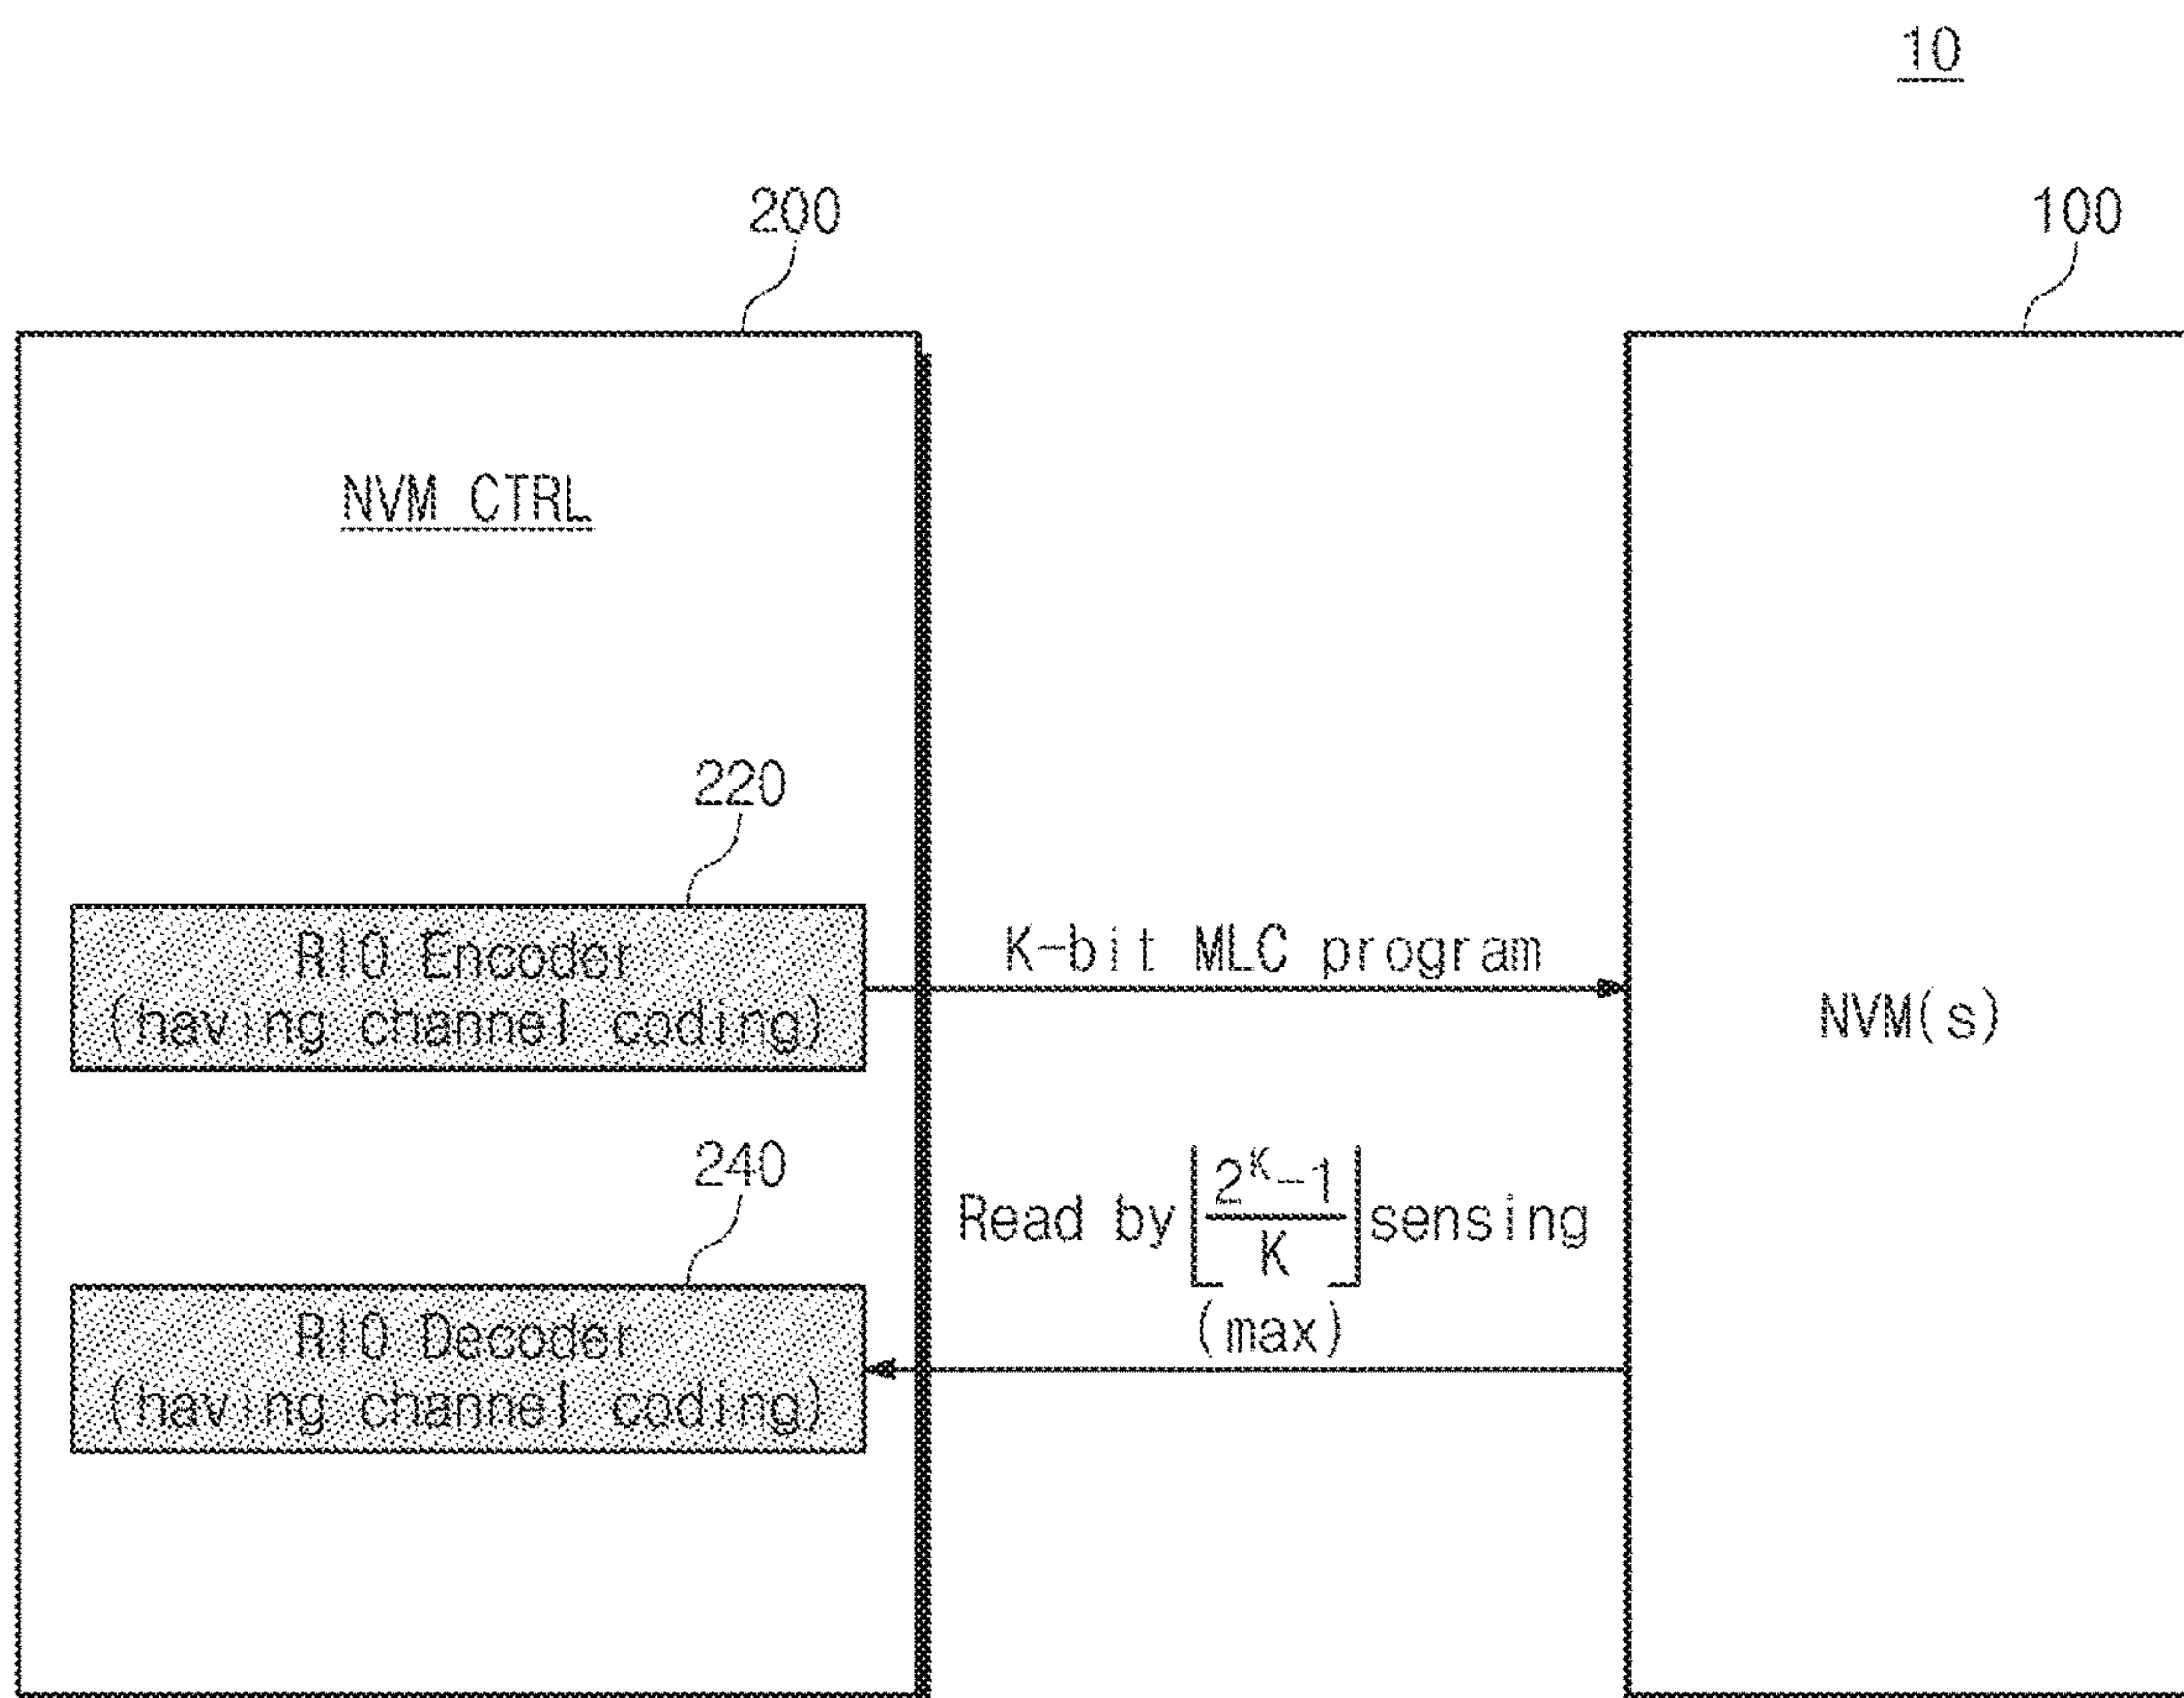 10
200
100
NVM CTRL
220
RIO Encoder
(having channel coding)
K-bit MLC program
NVM(s)
240
Read by ⌊(2^K-1)/K⌋ sensing
(max)
RIO Decoder
(having channel coding)